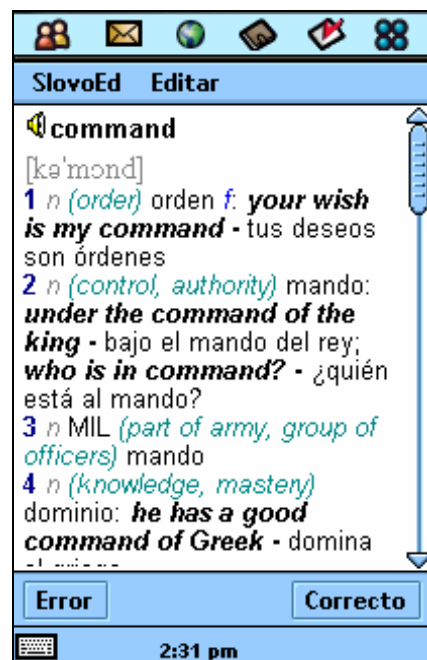 SlovoEd Editar
command
[kə'mɒnd]
1 n (order) orden f: your wish
is my command - tus deseos
son órdenes
2 n (control, authority) mando:
under the command of the
king - bajo el mando del rey;
who is in command? - ¿quién
está al mando?
3 n MIL (part of army, group of
officers) mando
4 n (knowledge, mastery)
dominio: he has a good
command of Greek - domina
Error Correcto
2:31 pm